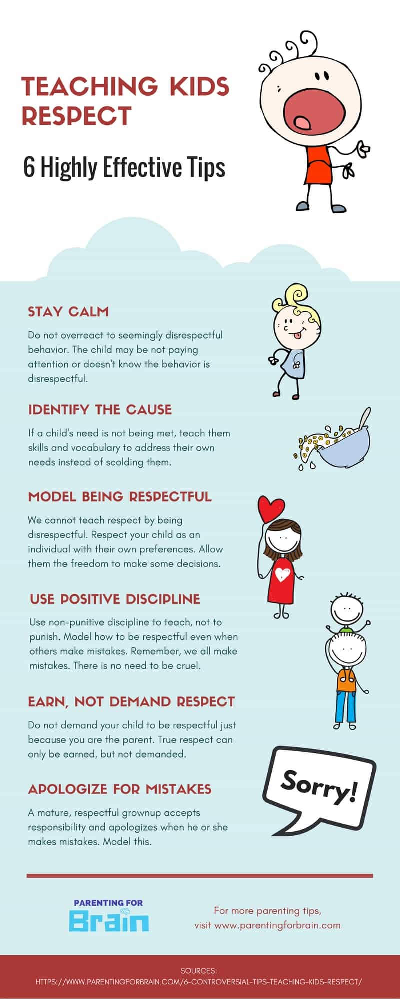 TEACHING KIDS
RESPECT
6 Highly Effective Tips
STAY CALM
Do not overreact to seemingly disrespectful
behavior. The child may be not paying
attention or doesn't know the behavior is
disrespectful.
IDENTIFY THE CAUSE
If a child's need is not being met, teach them
skills and vocabulary to address their own
needs instead of scolding them.
MODEL BEING RESPECTFUL
We cannot teach respect by being
disrespectful. Respect your child as an
individual with their own preferences. Allow
them the freedom to make some decisions.
USE POSITIVE DISCIPLINE
Use non-punitive discipline to teach, not to
punish. Model how to be respectful even when
others make mistakes. Remember, we all make
mistakes. There is no need to be cruel.
EARN, NOT DEMAND RESPECT
Do not demand your child to be respectful just
because you are the parent. True respect can
only be earned, but not demanded.
Sorry!
APOLOGIZE FOR MISTAKES
A mature, respectful grownup accepts
responsibility and apologizes when he or she
makes mistakes. Model this.
PARENTING FOR
Brain
For more parenting tips,
visit www.parentingforbrain.com
SOURCES:
HTTPS://WWW.PARENTINGFORBRAIN.COM/6-CONTROVERSIAL-TIPS-TEACHING-KIDS-RESPECT/